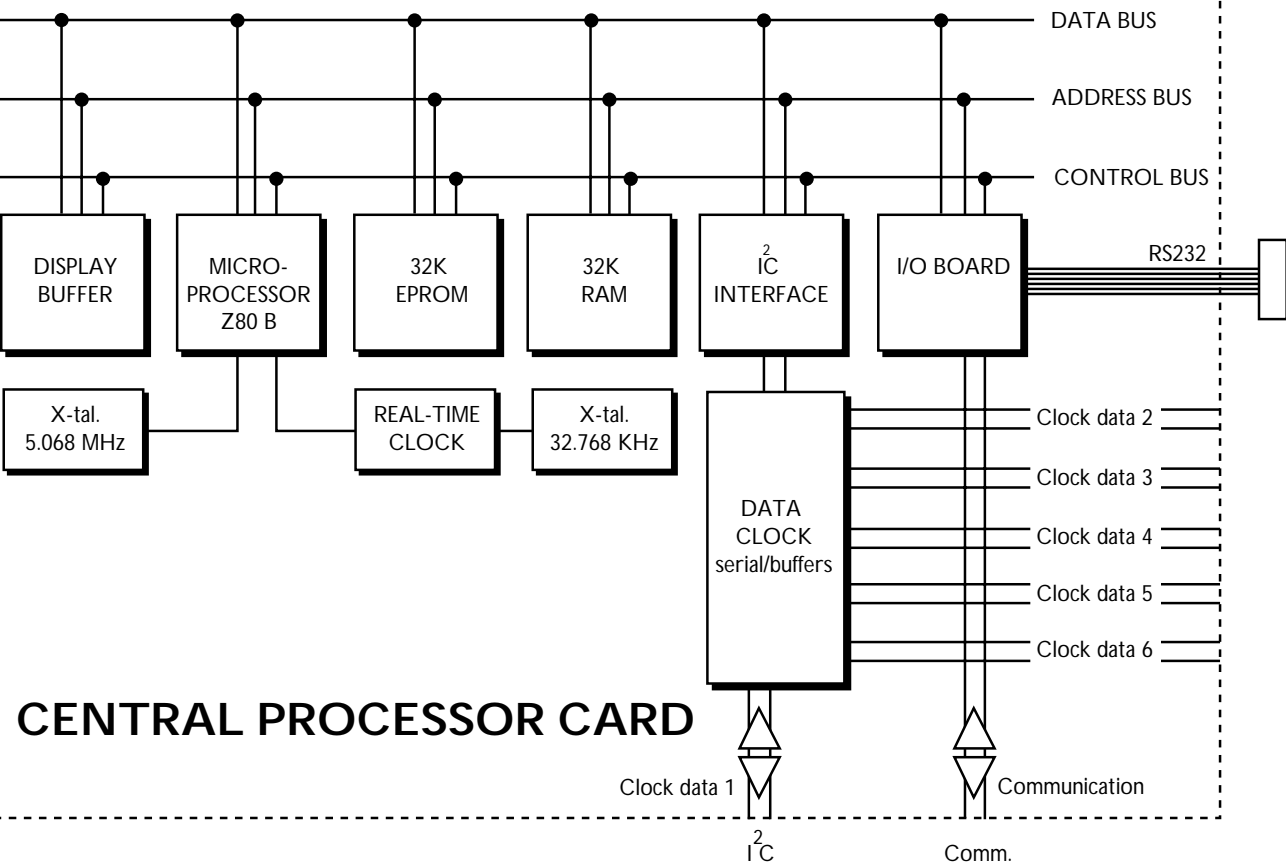 DATA BUS
ADDRESS BUS
CONTROL BUS
DISPLAY
BUFFER
MICRO-
PROCESSOR
Z80 B
32K
EPROM
32K
RAM
I²C
INTERFACE
I/O BOARD
RS232
X-tal.
5.068 MHz
REAL-TIME
CLOCK
X-tal.
32.768 KHz
DATA
CLOCK
serial/buffers
Clock data 2
Clock data 3
Clock data 4
Clock data 5
Clock data 6
CENTRAL PROCESSOR CARD
Clock data 1
Communication
I²C
Comm.